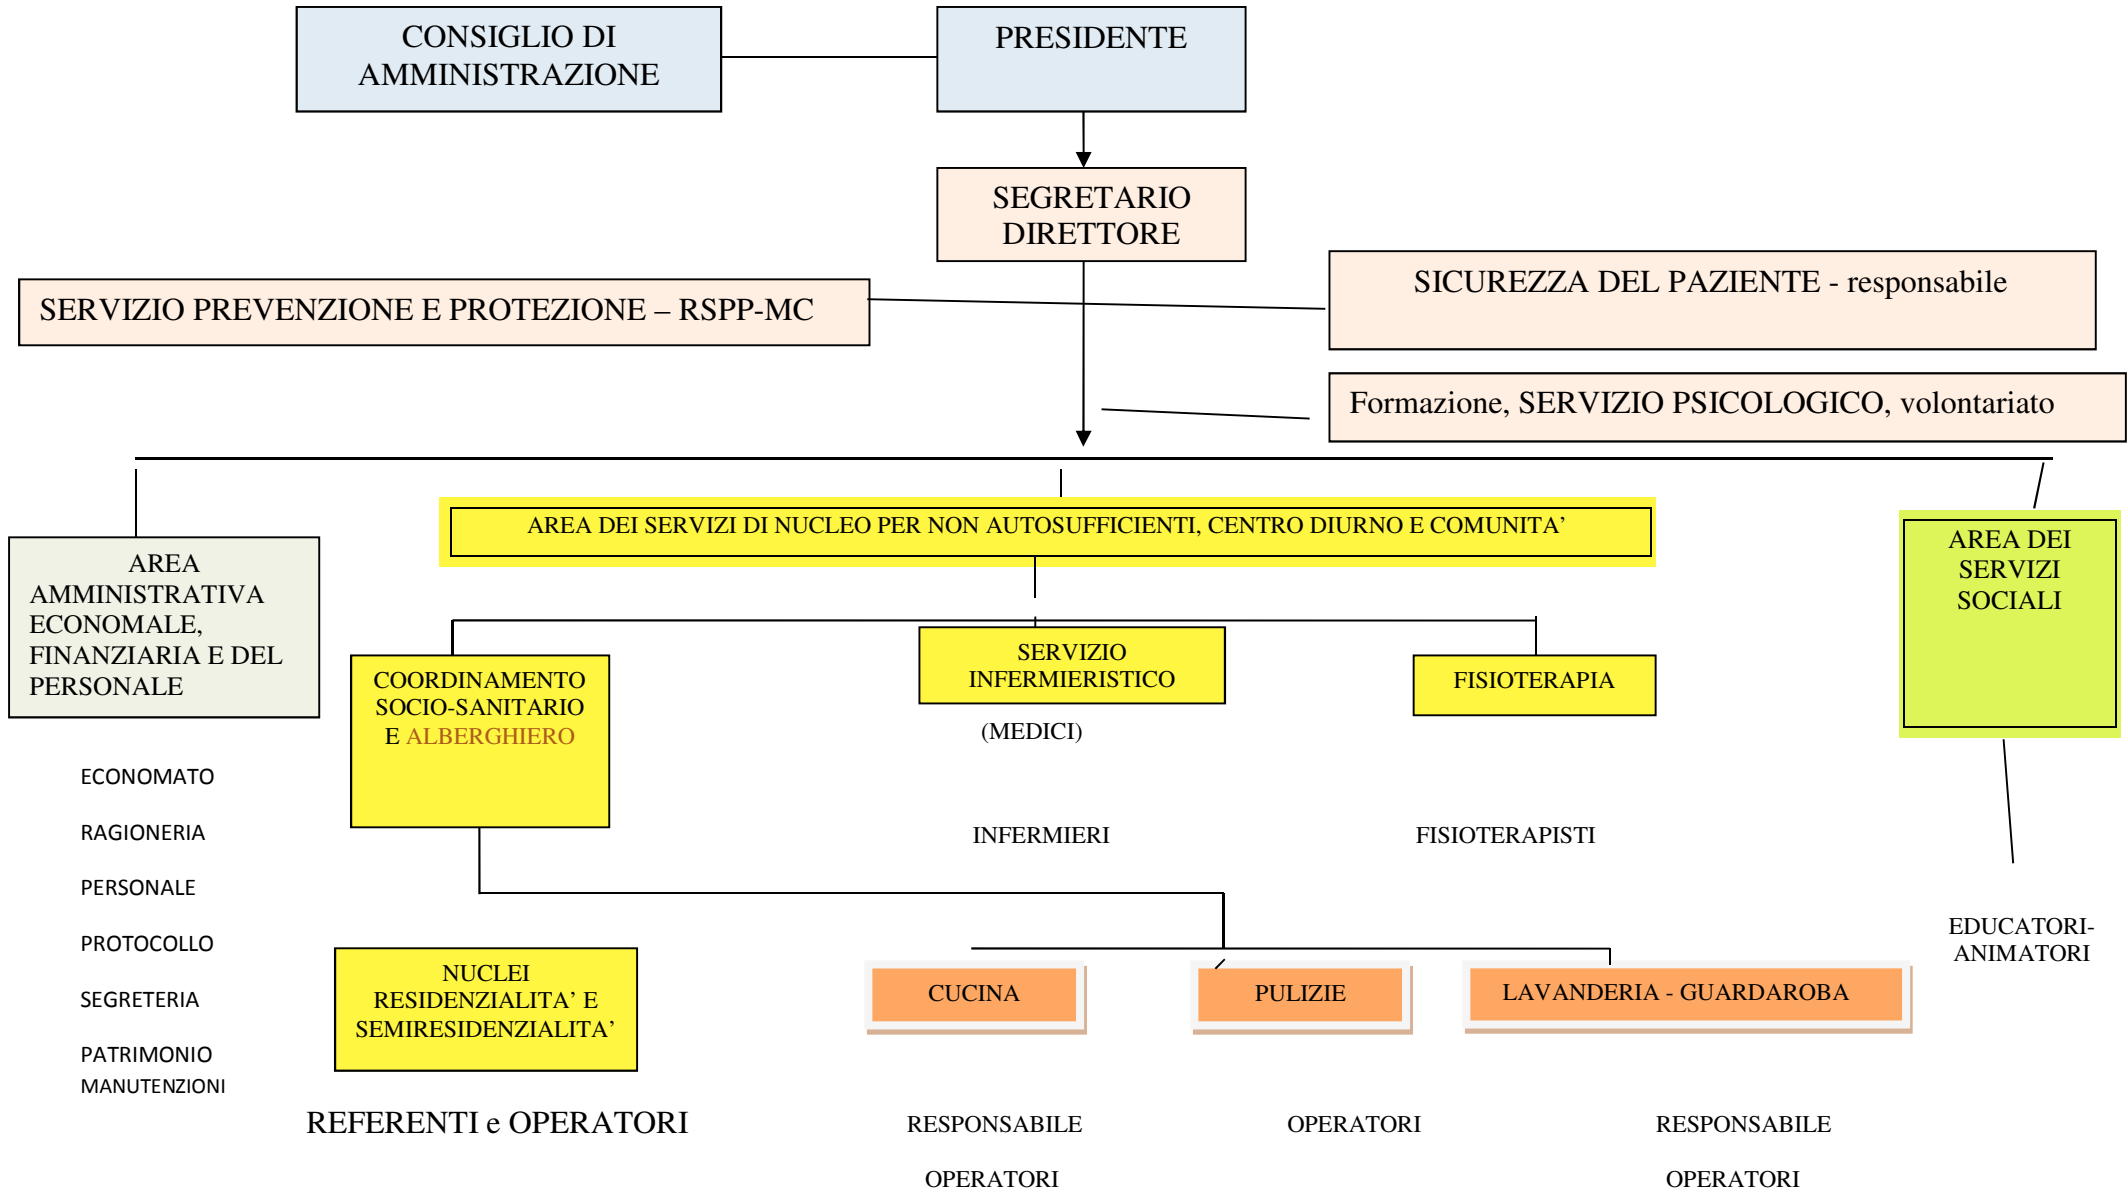 CONSIGLIO DI
AMMINISTRAZIONE
PRESIDENTE
SEGRETARIO
DIRETTORE
SERVIZIO PREVENZIONE E PROTEZIONE – RSPP-MC
SICUREZZA DEL PAZIENTE - responsabile
Formazione, SERVIZIO PSICOLOGICO, volontariato
AREA
AMMINISTRATIVA
ECONOMALE,
FINANZIARIA E DEL
PERSONALE
AREA DEI SERVIZI DI NUCLEO PER NON AUTOSUFFICIENTI, CENTRO DIURNO E COMUNITA’
AREA DEI
SERVIZI
SOCIALI
COORDINAMENTO
SOCIO-SANITARIO
E ALBERGHIERO
SERVIZIO
INFERMIERISTICO
(MEDICI)
INFERMIERI
FISIOTERAPIA
FISIOTERAPISTI
ECONOMATO
RAGIONERIA
PERSONALE
PROTOCOLLO
SEGRETERIA
PATRIMONIO
MANUTENZIONI
EDUCATORI-
ANIMATORI
NUCLEI
RESIDENZIALITA’ E
SEMIRESIDENZIALITA’
REFERENTI e OPERATORI
CUCINA
RESPONSABILE
OPERATORI
PULIZIE
OPERATORI
LAVANDERIA - GUARDAROBA
RESPONSABILE
OPERATORI